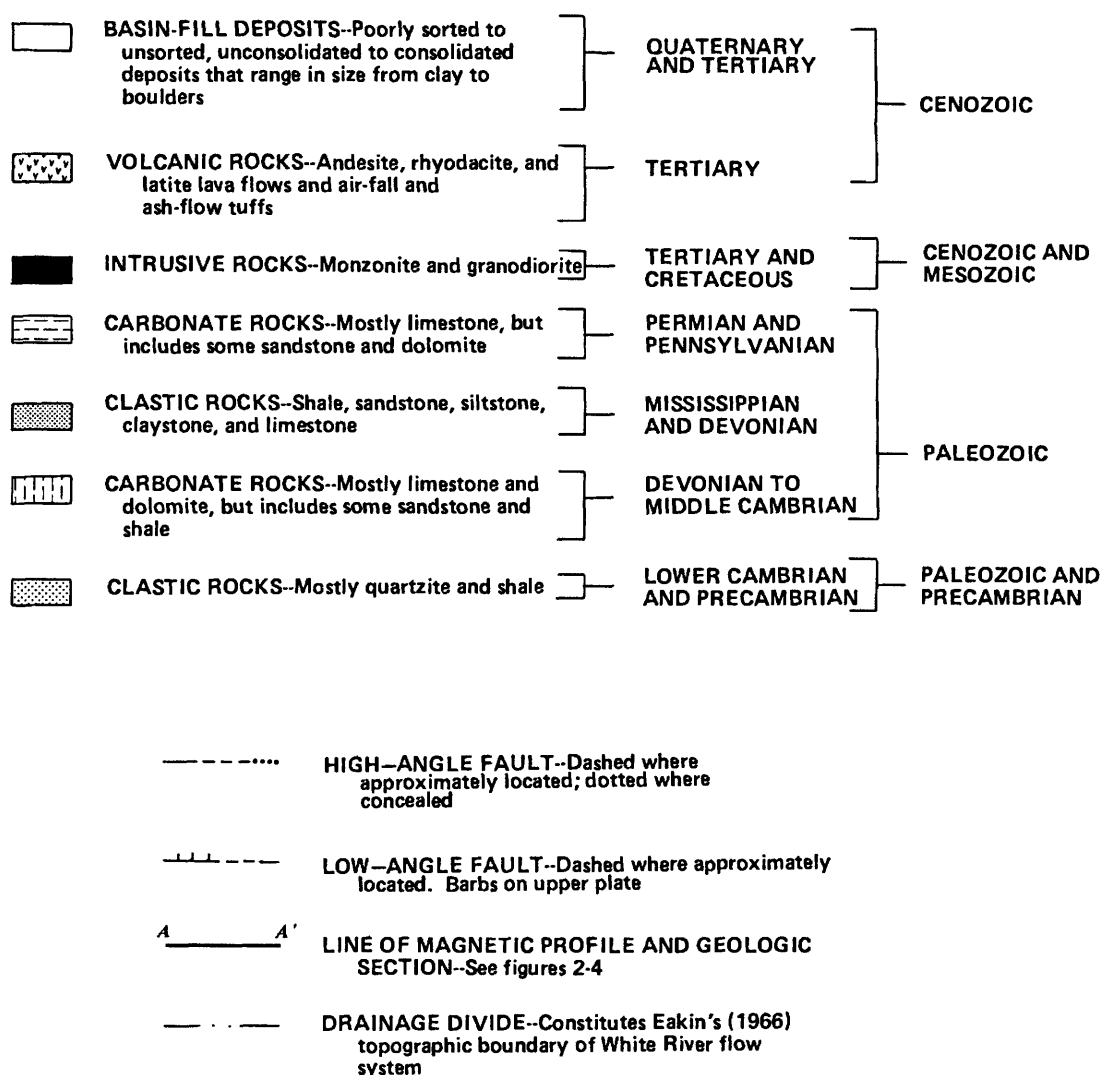 BASIN-FILL DEPOSITS--Poorly sorted to
unsorted, unconsolidated to consolidated
deposits that range in size from clay to
boulders
QUATERNARY
AND TERTIARY
CENOZOIC
VOLCANIC ROCKS--Andesite, rhyodacite, and
latite lava flows and air-fall and
ash-flow tuffs
TERTIARY
INTRUSIVE ROCKS--Monzonite and granodiorite
TERTIARY AND
CRETACEOUS
CENOZOIC AND
MESOZOIC
CARBONATE ROCKS--Mostly limestone, but
includes some sandstone and dolomite
PERMIAN AND
PENNSYLVANIAN
CLASTIC ROCKS--Shale, sandstone, siltstone,
claystone, and limestone
MISSISSIPPIAN
AND DEVONIAN
PALEOZOIC
CARBONATE ROCKS--Mostly limestone and
dolomite, but includes some sandstone and
shale
DEVONIAN TO
MIDDLE CAMBRIAN
CLASTIC ROCKS--Mostly quartzite and shale
LOWER CAMBRIAN
AND PRECAMBRIAN
PALEOZOIC AND
PRECAMBRIAN
HIGH–ANGLE FAULT--Dashed where
approximately located; dotted where
concealed
LOW–ANGLE FAULT--Dashed where approximately
located. Barbs on upper plate
A A'
LINE OF MAGNETIC PROFILE AND GEOLOGIC
SECTION--See figures 2-4
DRAINAGE DIVIDE--Constitutes Eakin's (1966)
topographic boundary of White River flow
system